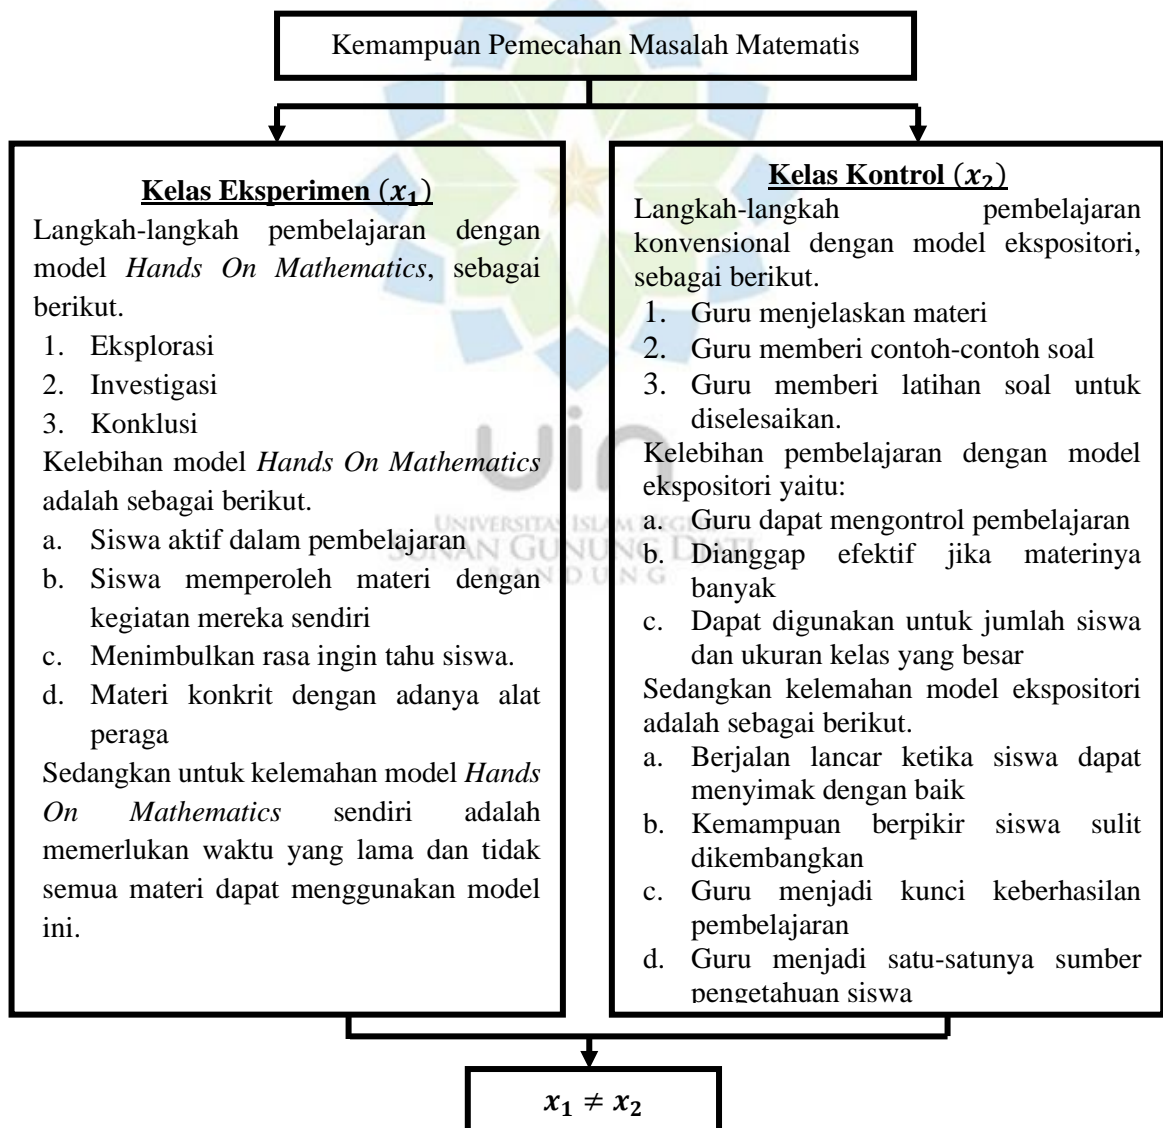 Kemampuan Pemecahan Masalah Matematis
Kelas Eksperimen (x₁)
Langkah-langkah pembelajaran dengan
model Hands On Mathematics, sebagai
berikut.
1. Eksplorasi
2. Investigasi
3. Konklusi
Kelebihan model Hands On Mathematics
adalah sebagai berikut.
a. Siswa aktif dalam pembelajaran
b. Siswa memperoleh materi dengan
kegiatan mereka sendiri
c. Menimbulkan rasa ingin tahu siswa.
d. Materi konkrit dengan adanya alat
peraga
Sedangkan untuk kelemahan model Hands
On Mathematics sendiri adalah
memerlukan waktu yang lama dan tidak
semua materi dapat menggunakan model
ini.
Kelas Kontrol (x₂)
Langkah-langkah pembelajaran
konvensional dengan model ekspositori,
sebagai berikut.
1. Guru menjelaskan materi
2. Guru memberi contoh-contoh soal
3. Guru memberi latihan soal untuk
diselesaikan.
Kelebihan pembelajaran dengan model
ekspositori yaitu:
a. Guru dapat mengontrol pembelajaran
b. Dianggap efektif jika materinya
banyak
c. Dapat digunakan untuk jumlah siswa
dan ukuran kelas yang besar
Sedangkan kelemahan model ekspositori
adalah sebagai berikut.
a. Berjalan lancar ketika siswa dapat
menyimak dengan baik
b. Kemampuan berpikir siswa sulit
dikembangkan
c. Guru menjadi kunci keberhasilan
pembelajaran
d. Guru menjadi satu-satunya sumber
pengetahuan siswa
x₁ ≠ x₂
uin
UNIVERSITAS ISLAM
SUNAN GUNUNG
BANDUNG